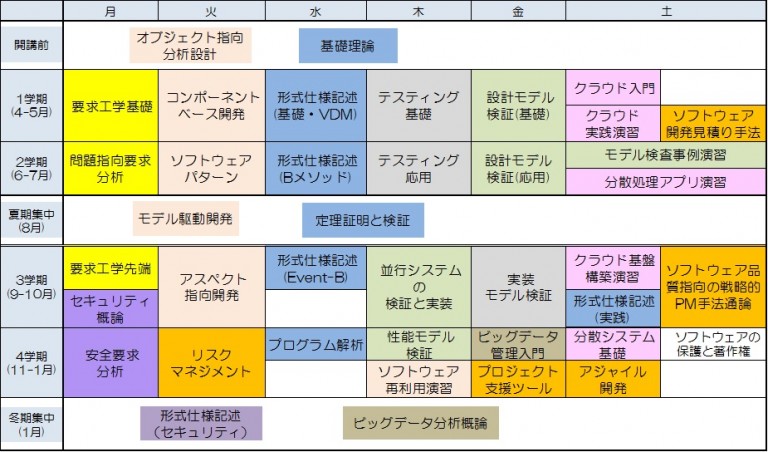 月 火 水 木 金 土
開講前
オブジェクト指向
分析設計
基礎理論
1学期
(4-5月)
要求工学基礎
コンポーネント
ベース開発
形式仕様記述
(基礎・VDM)
テスティング
基礎
設計モデル
検証(基礎)
クラウド入門
クラウド
実践演習
ソフトウェア
開発見積り手法
2学期
(6-7月)
問題指向要求
分析
ソフトウェア
パターン
形式仕様記述
(Bメソッド)
テスティング
応用
設計モデル
検証(応用)
モデル検査事例演習
分散処理アプリ演習
夏期集中
(8月)
モデル駆動開発
定理証明と検証
3学期
(9-10月)
要求工学先端
セキュリティ
概論
アスペクト
指向開発
形式仕様記述
(Event-B)
並行システム
の
検証と実装
実装
モデル検証
クラウド基盤
構築演習
形式仕様記述
(実践)
ソフトウェア品
質指向の戦略的
PM手法通論
4学期
(11-1月)
安全要求
分析
リスク
マネジメント
プログラム解析
性能モデル
検証
ソフトウェア
再利用演習
ビッグデータ
管理入門
プロジェクト
支援ツール
分散システム
基礎
アジャイル
開発
ソフトウェアの
保護と著作権
冬期集中
(1月)
形式仕様記述
（セキュリティ）
ビッグデータ分析概論